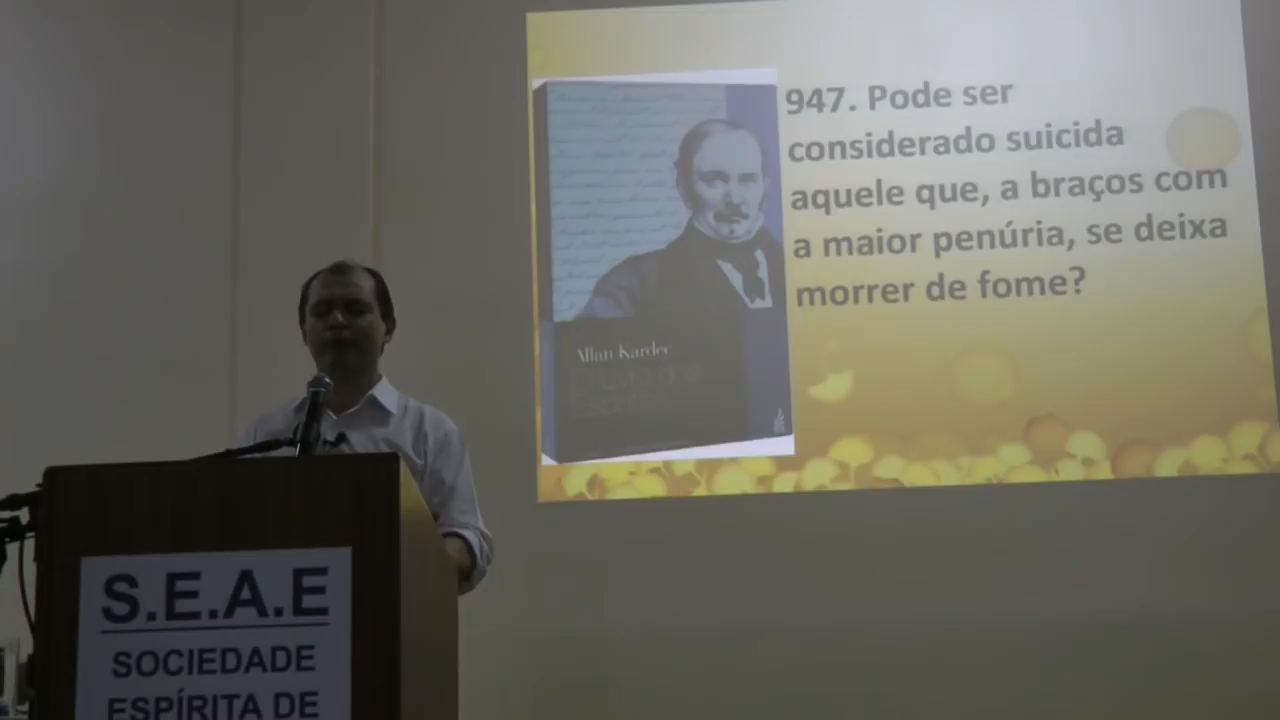 947. Pode ser
considerado suicida
aquele que, a braços com
a maior penúria, se deixa
morrer de fome?
Allan Kardec
S.E.A.E
SOCIEDADE
ESPÍRITA DE